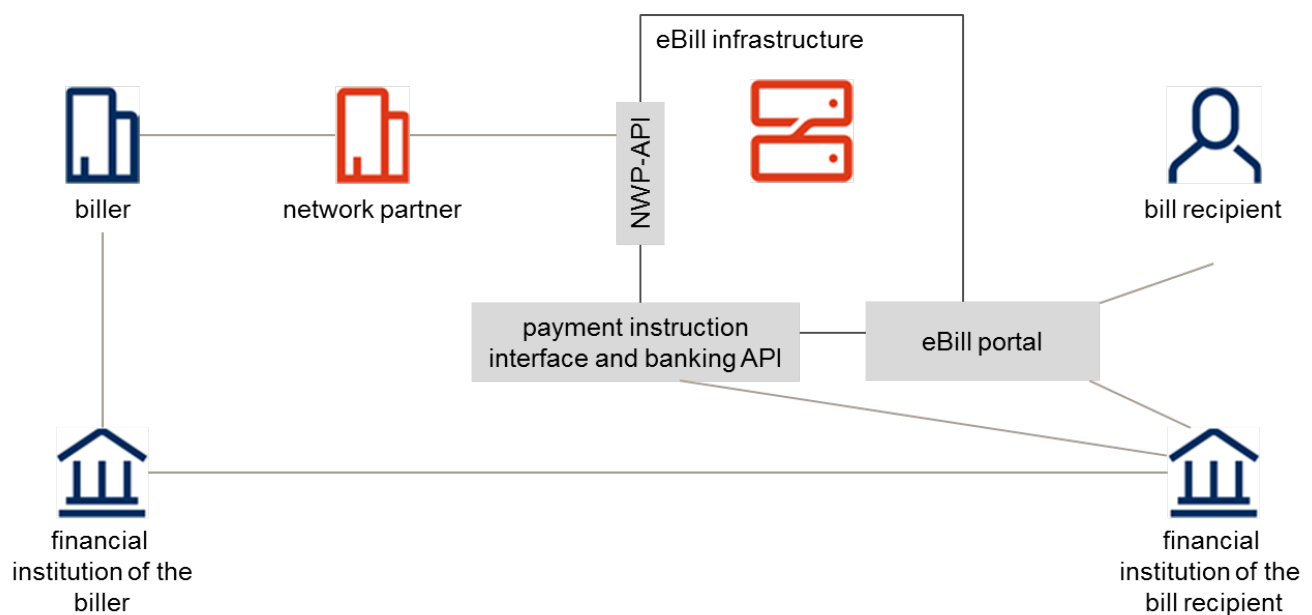 eBill infrastructure
NWP-API
biller
network partner
bill recipient
payment instruction
interface and banking API
eBill portal
financial
institution of the
biller
financial
institution of the
bill recipient